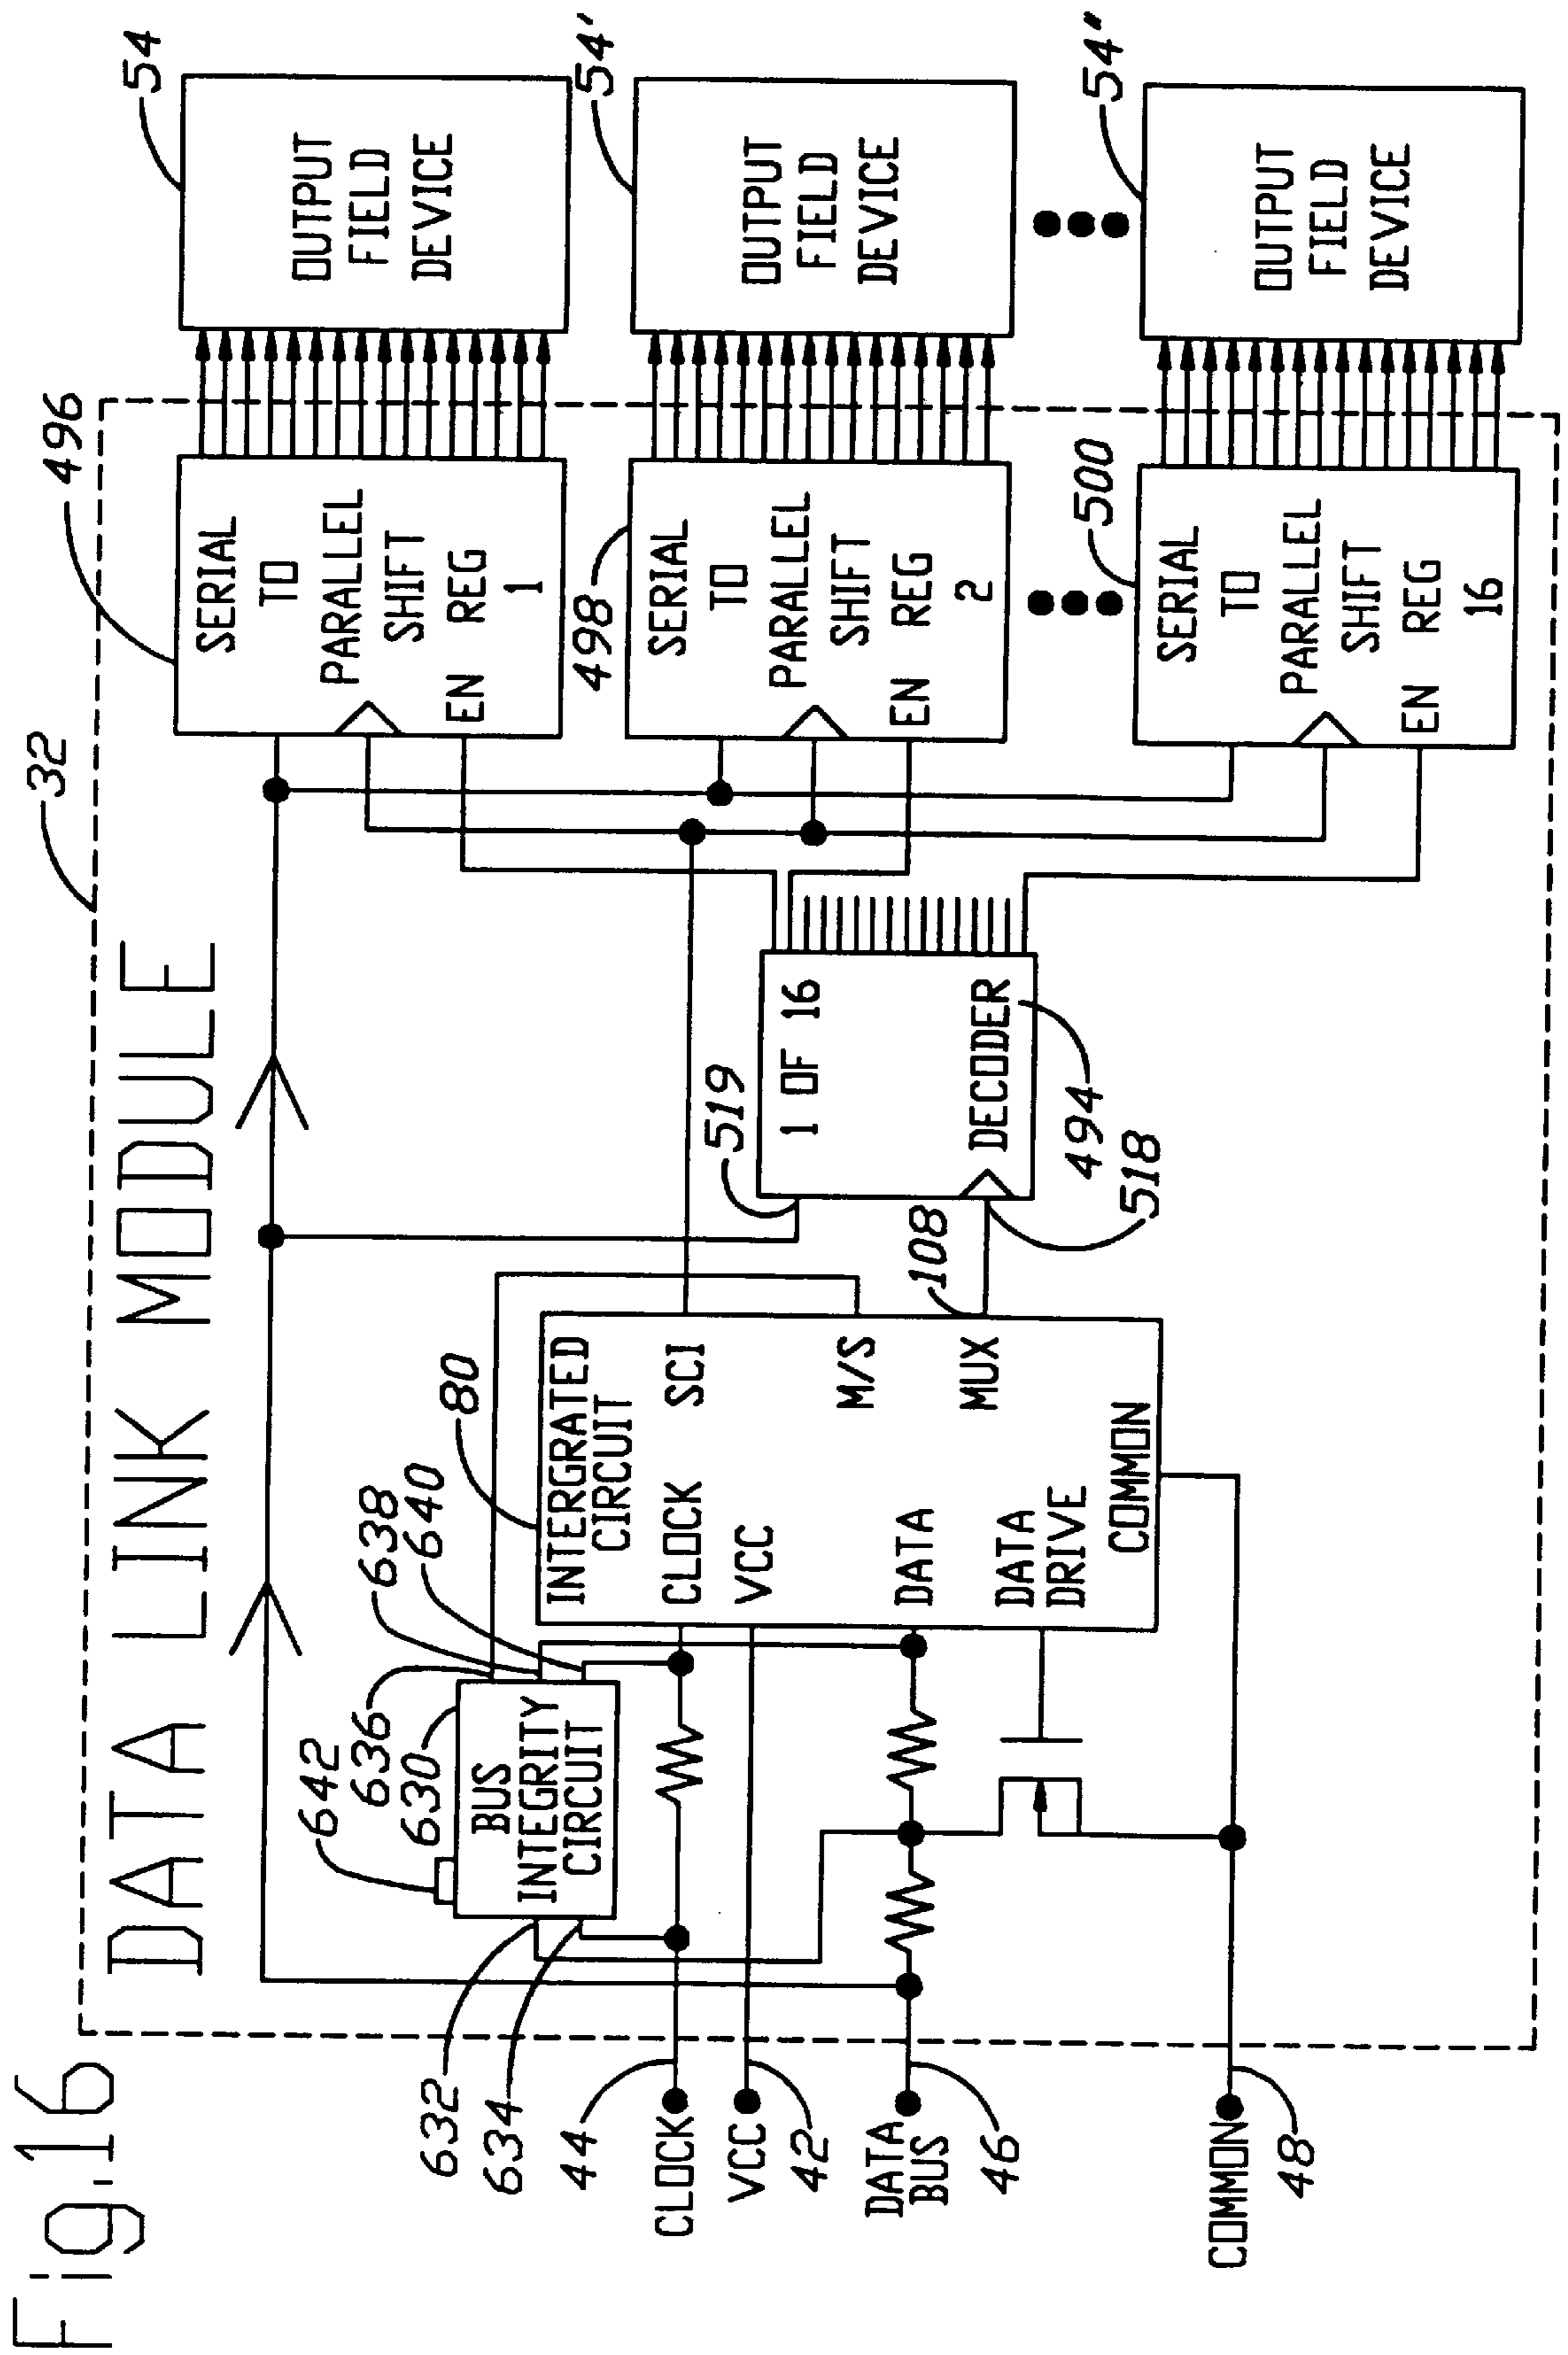 Fig.16
DATA LINK MODULE
32
496
54
SERIAL
TO
PARALLEL
SHIFT
EN REG
1
OUTPUT
FIELD
DEVICE
498
54'
SERIAL
TO
PARALLEL
SHIFT
EN REG
2
OUTPUT
FIELD
DEVICE
500
54"
SERIAL
TO
PARALLEL
SHIFT
EN REG
16
OUTPUT
FIELD
DEVICE
642
636
630
638
640
BUS
INTEGRITY
CIRCUIT
632
634
80
INTERGRATED
CIRCUIT
CLOCK SCI
VCC
M/S
DATA
DATA
DRIVE
MUX
COMMON
108
519
1 OF 16
DECODER
494
518
44
CLOCK
VCC
42
DATA
BUS
46
COMMON
48